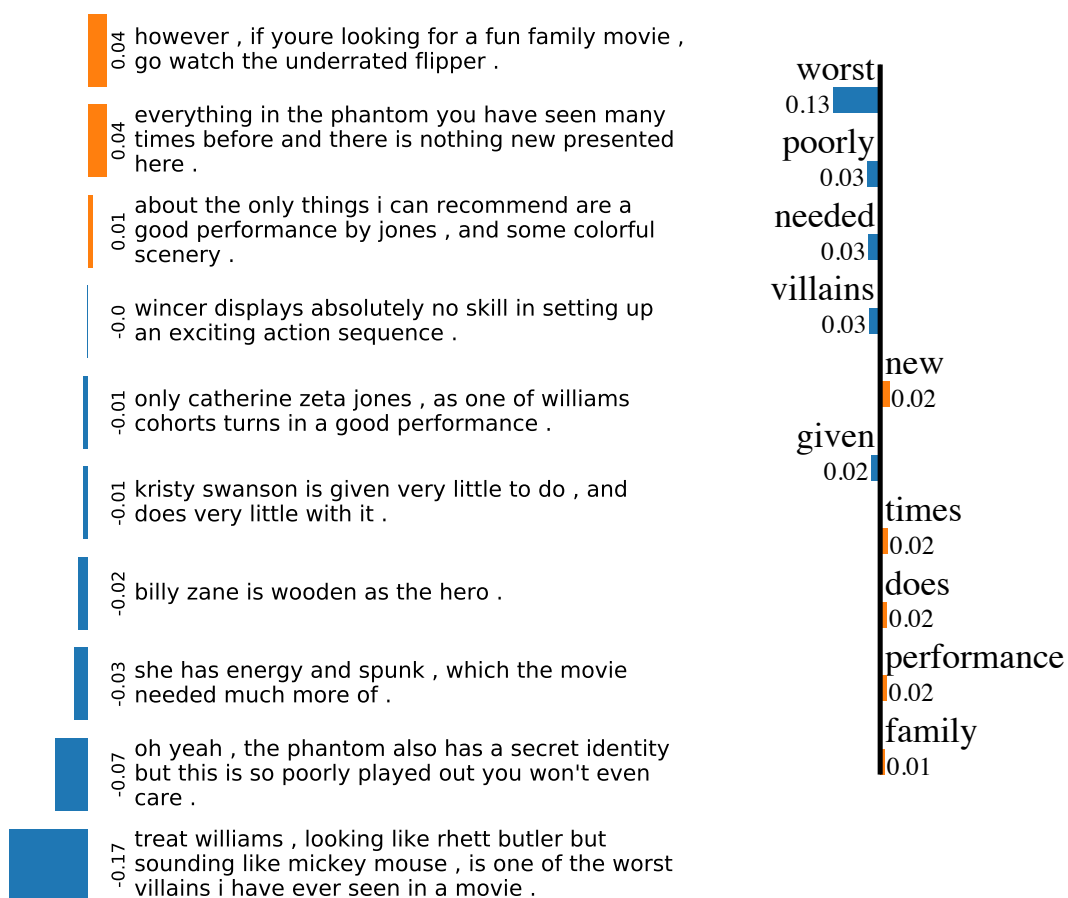 0.04
however , if youre looking for a fun family movie ,
go watch the underrated flipper .
0.04
everything in the phantom you have seen many
times before and there is nothing new presented
here .
0.01
about the only things i can recommend are a
good performance by jones , and some colorful
scenery .
-0.0
wincer displays absolutely no skill in setting up
an exciting action sequence .
-0.01
only catherine zeta jones , as one of williams
cohorts turns in a good performance .
-0.01
kristy swanson is given very little to do , and
does very little with it .
-0.02
billy zane is wooden as the hero .
-0.03
she has energy and spunk , which the movie
needed much more of .
-0.07
oh yeah , the phantom also has a secret identity
but this is so poorly played out you won't even
care .
-0.17
treat williams , looking like rhett butler but
sounding like mickey mouse , is one of the worst
villains i have ever seen in a movie .
worst
0.13
poorly
0.03
needed
0.03
villains
0.03
new
0.02
given
0.02
times
0.02
does
0.02
performance
0.02
family
0.01